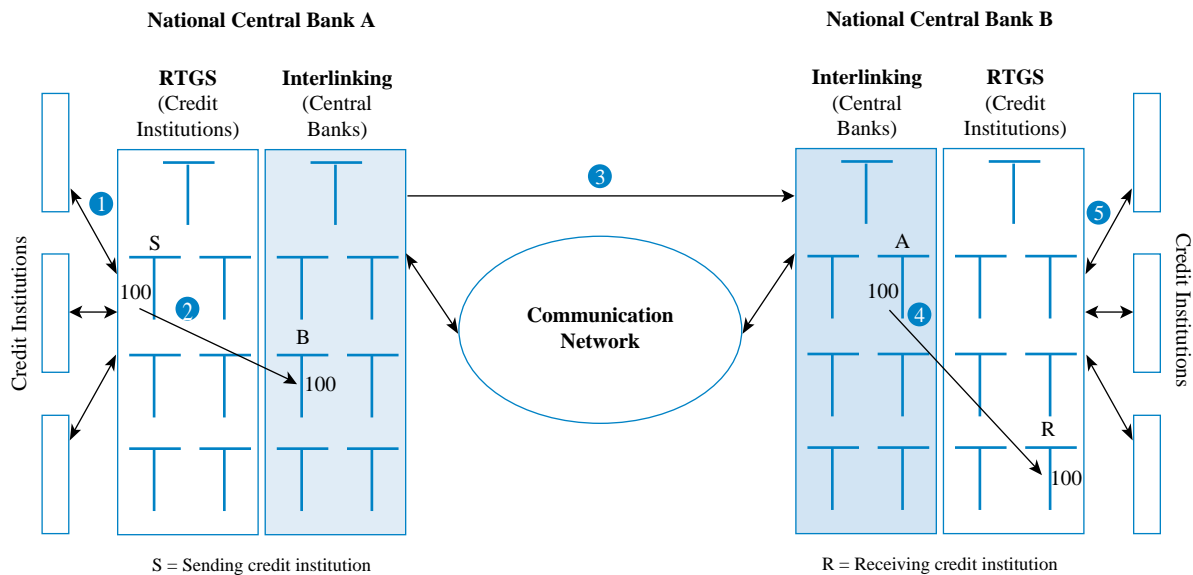 National Central Bank A
National Central Bank B
RTGS
(Credit
Institutions)
Interlinking
(Central
Banks)
Interlinking
(Central
Banks)
RTGS
(Credit
Institutions)
Credit Institutions
1
S
100
2
B
100
3
Communication
Network
A
100
4
R
100
5
Credit Institutions
S = Sending credit institution
R = Receiving credit institution